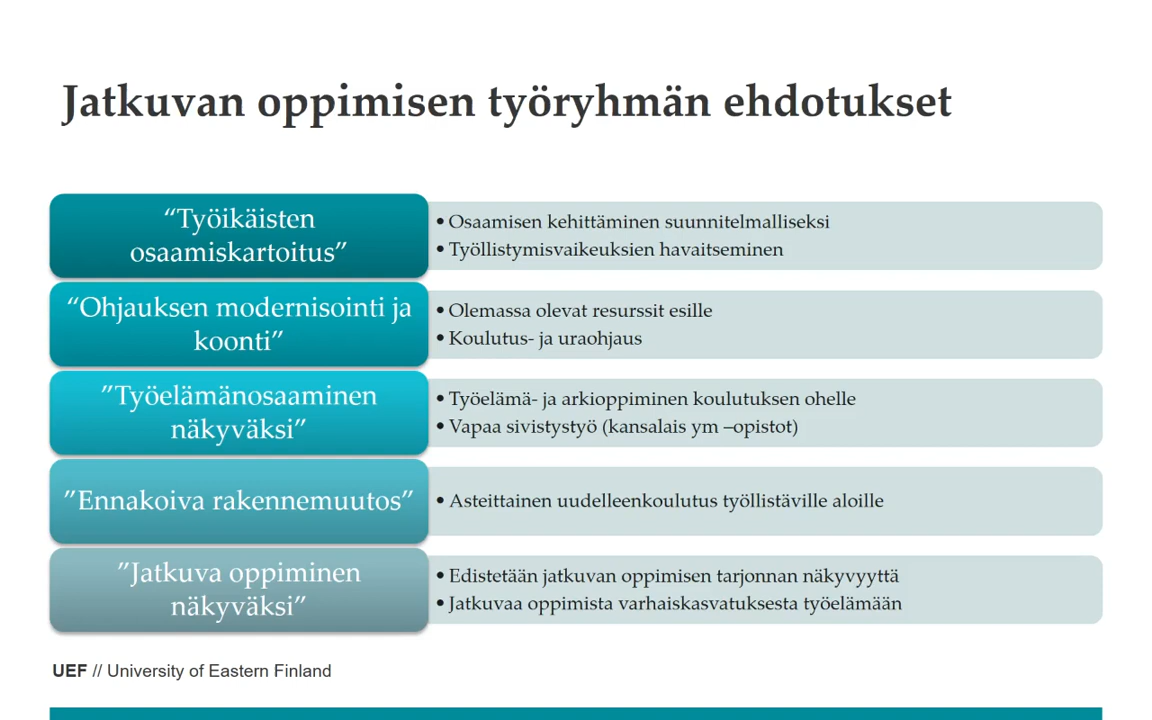 Jatkuvan oppimisen työryhmän ehdotukset
“Työikäisten
osaamiskartoitus”
• Osaamisen kehittäminen suunnitelmalliseksi
• Työllistymisvaikeuksien havaitseminen
“Ohjauksen modernisointi ja
koonti”
• Olemassa olevat resurssit esille
• Koulutus- ja uraohjaus
”Työelämänosaaminen
näkyväksi”
• Työelämä- ja arkioppiminen koulutuksen ohelle
• Vapaa sivistystyö (kansalais ym –opistot)
”Ennakoiva rakennemuutos”
• Asteittainen uudelleenkoulutus työllistäville aloille
”Jatkuva oppiminen
näkyväksi”
• Edistetään jatkuvan oppimisen tarjonnan näkyvyyttä
• Jatkuvaa oppimista varhaiskasvatuksesta työelämään
UEF // University of Eastern Finland